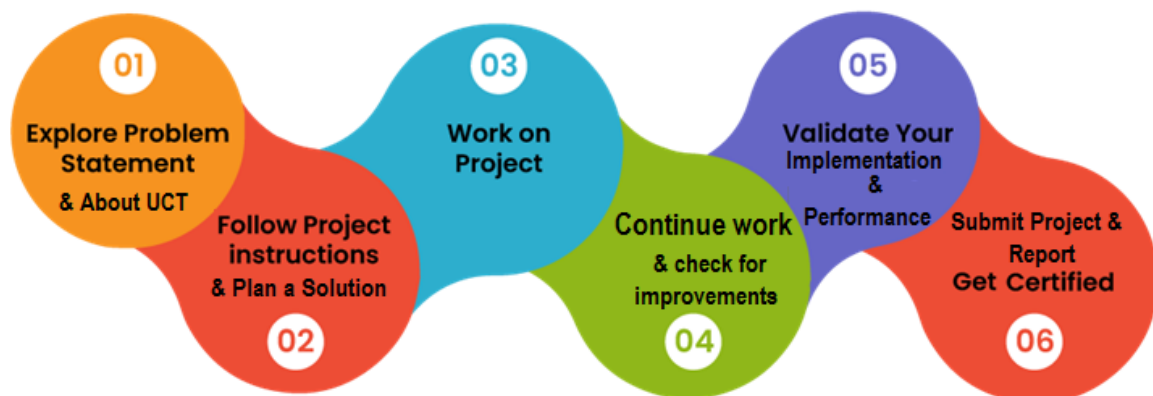 01
Explore Problem
Statement
& About UCT
Follow Project
instructions
& Plan a Solution
02
03
Work on
Project
Continue work
& check for
improvements
04
05
Validate Your
Implementation
&
Performance
Submit Project &
Report
Get Certified
06